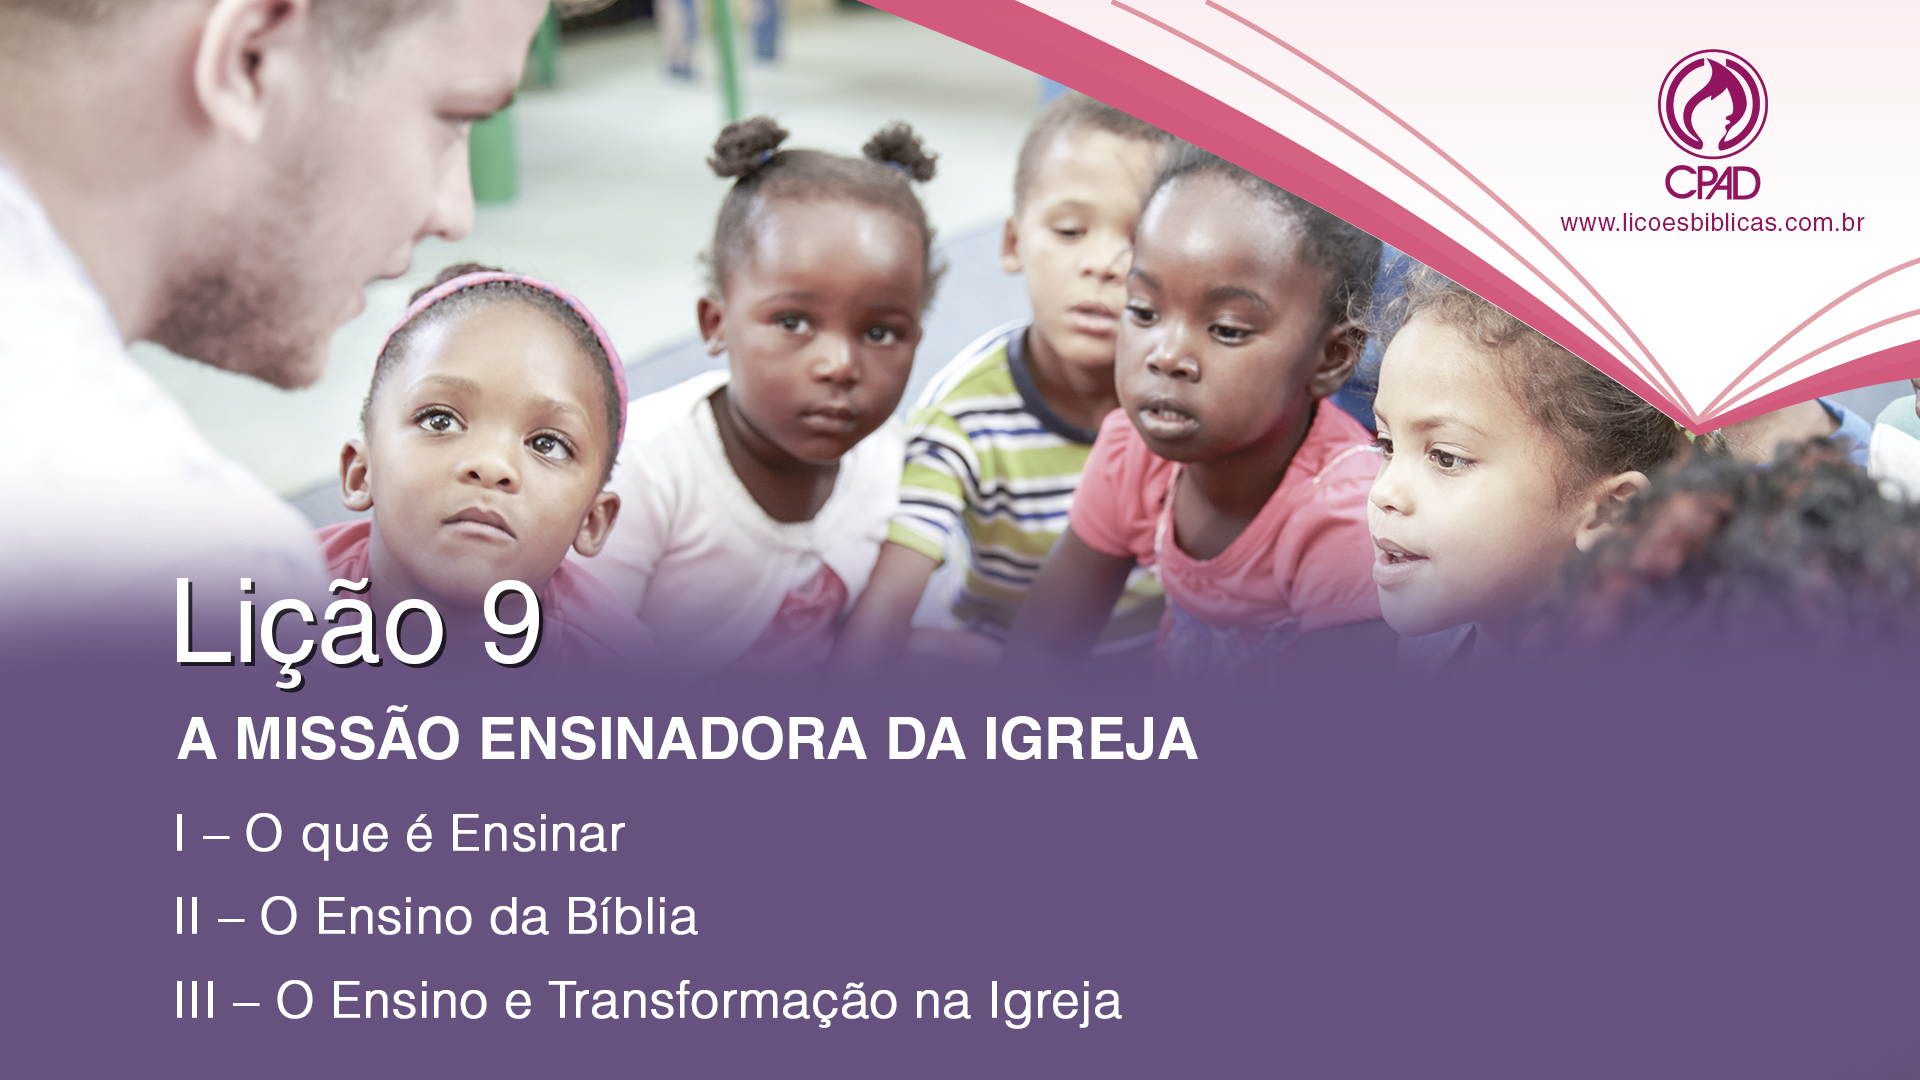 CPAD
www.licoesbiblicas.com.br
Lição 9
A MISSÃO ENSINADORA DA IGREJA
I – O que é Ensinar
II – O Ensino da Bíblia
III – O Ensino e Transformação na Igreja